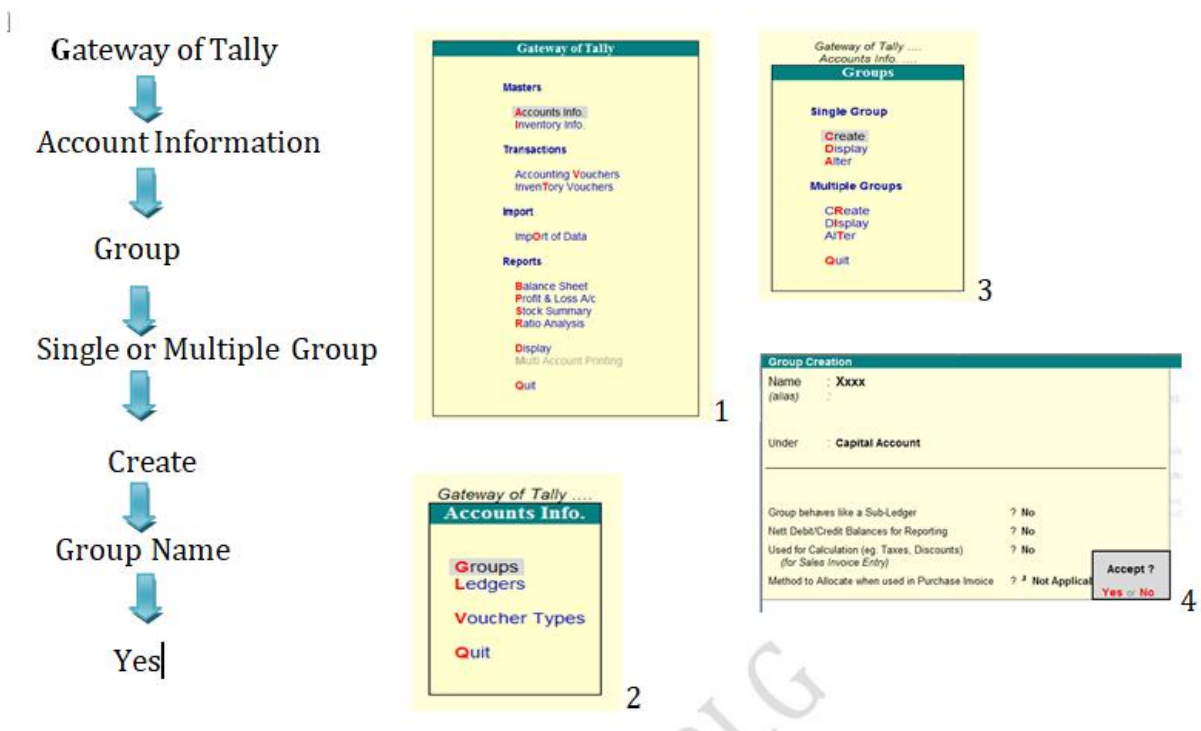 Gateway of Tally
Account Information
Group
Single or Multiple Group
Create
Group Name
Yes
Gateway of Tally
Masters
Accounts Info.
Inventory Info.
Transactions
Accounting Vouchers
InvenTory Vouchers
Import
ImpOrt of Data
Reports
Balance Sheet
Profit & Loss A/c
Stock Summary
Ratio Analysis
Display
Multi Account Printing
Quit
1
Gateway of Tally ....
Accounts Info.
Groups
Ledgers
Voucher Types
Quit
2
Gateway of Tally ....
Accounts Info. ....
Groups
Single Group
Create
Display
Alter
Multiple Groups
CReate
DIsplay
AlTer
Quit
3
Group Creation
Name : Xxxx
(alias) :
Under : Capital Account
Group behaves like a Sub-Ledger ? No
Nett Debit/Credit Balances for Reporting ? No
Used for Calculation (eg. Taxes, Discounts) ? No
(for Sales Invoice Entry)
Method to Allocate when used in Purchase Invoice ? Not Applicab
Accept ?
Yes or No
4